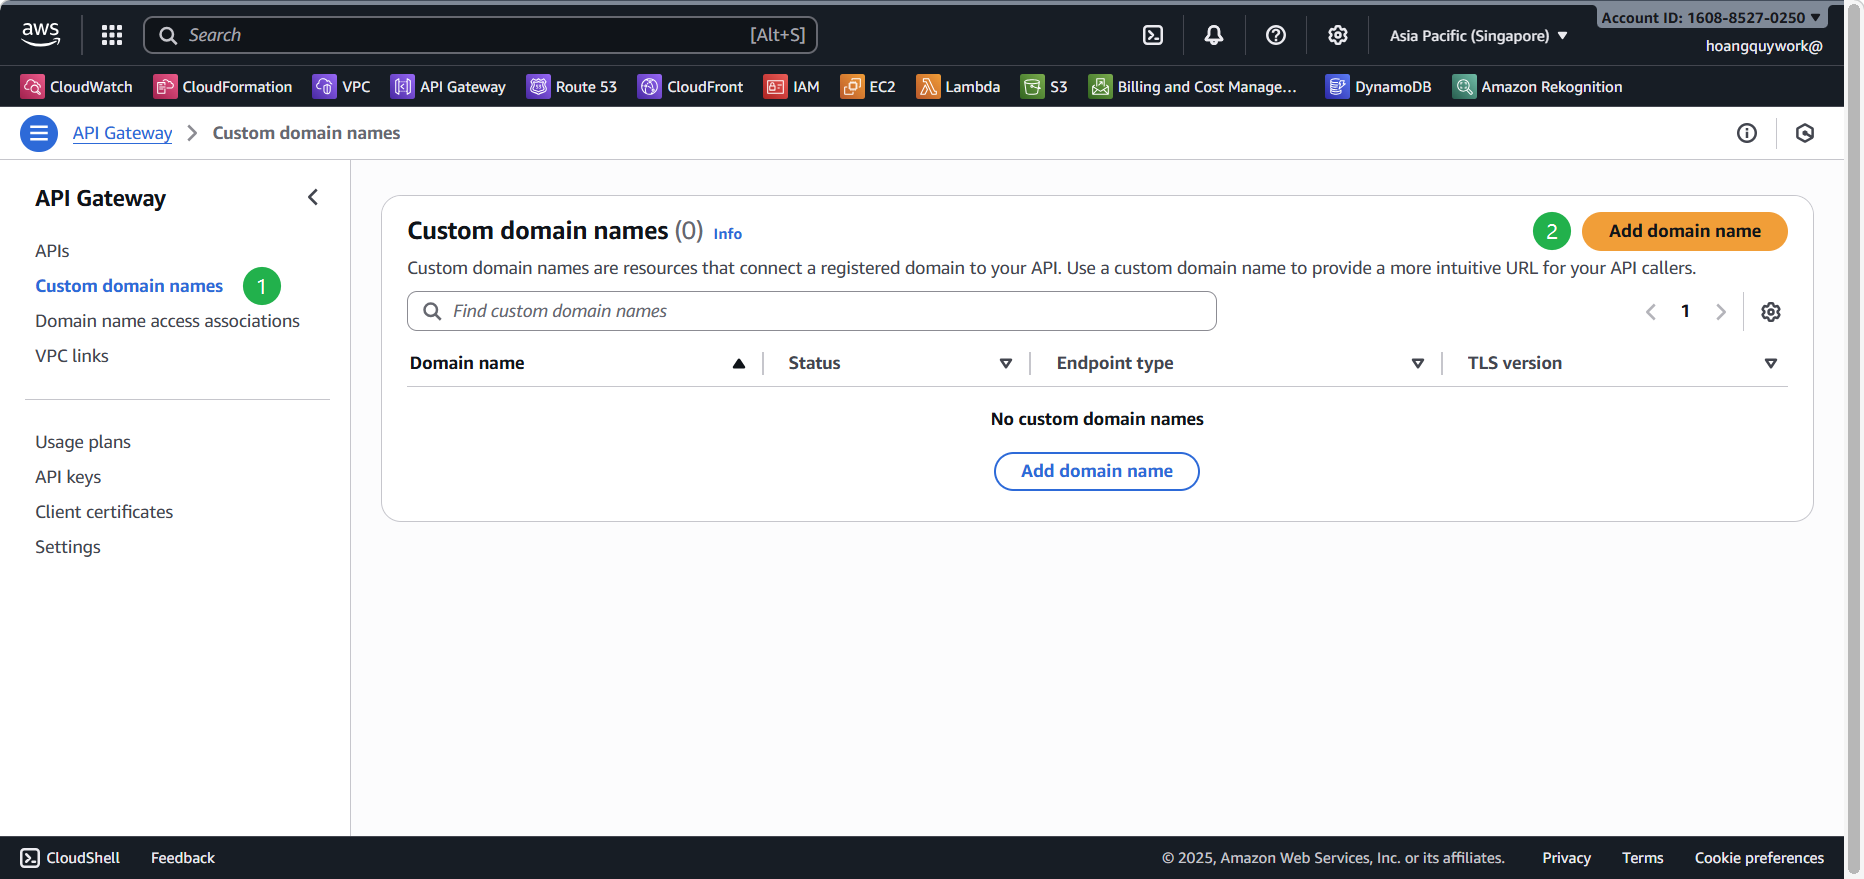 aws
Search [Alt+S]
Asia Pacific (Singapore)
Account ID: 1608-8527-0250
hoangquywork@
CloudWatch CloudFormation VPC API Gateway Route 53 CloudFront IAM EC2 Lambda S3 Billing and Cost Manage... DynamoDB Amazon Rekognition
API Gateway Custom domain names
API Gateway
APIs
Custom domain names 1
Domain name access associations
VPC links
Usage plans
API keys
Client certificates
Settings
Custom domain names (0) Info 2 Add domain name
Custom domain names are resources that connect a registered domain to your API. Use a custom domain name to provide a more intuitive URL for your API callers.
Find custom domain names 1
Domain name Status Endpoint type TLS version
No custom domain names
Add domain name
CloudShell Feedback © 2025, Amazon Web Services, Inc. or its affiliates. Privacy Terms Cookie preferences